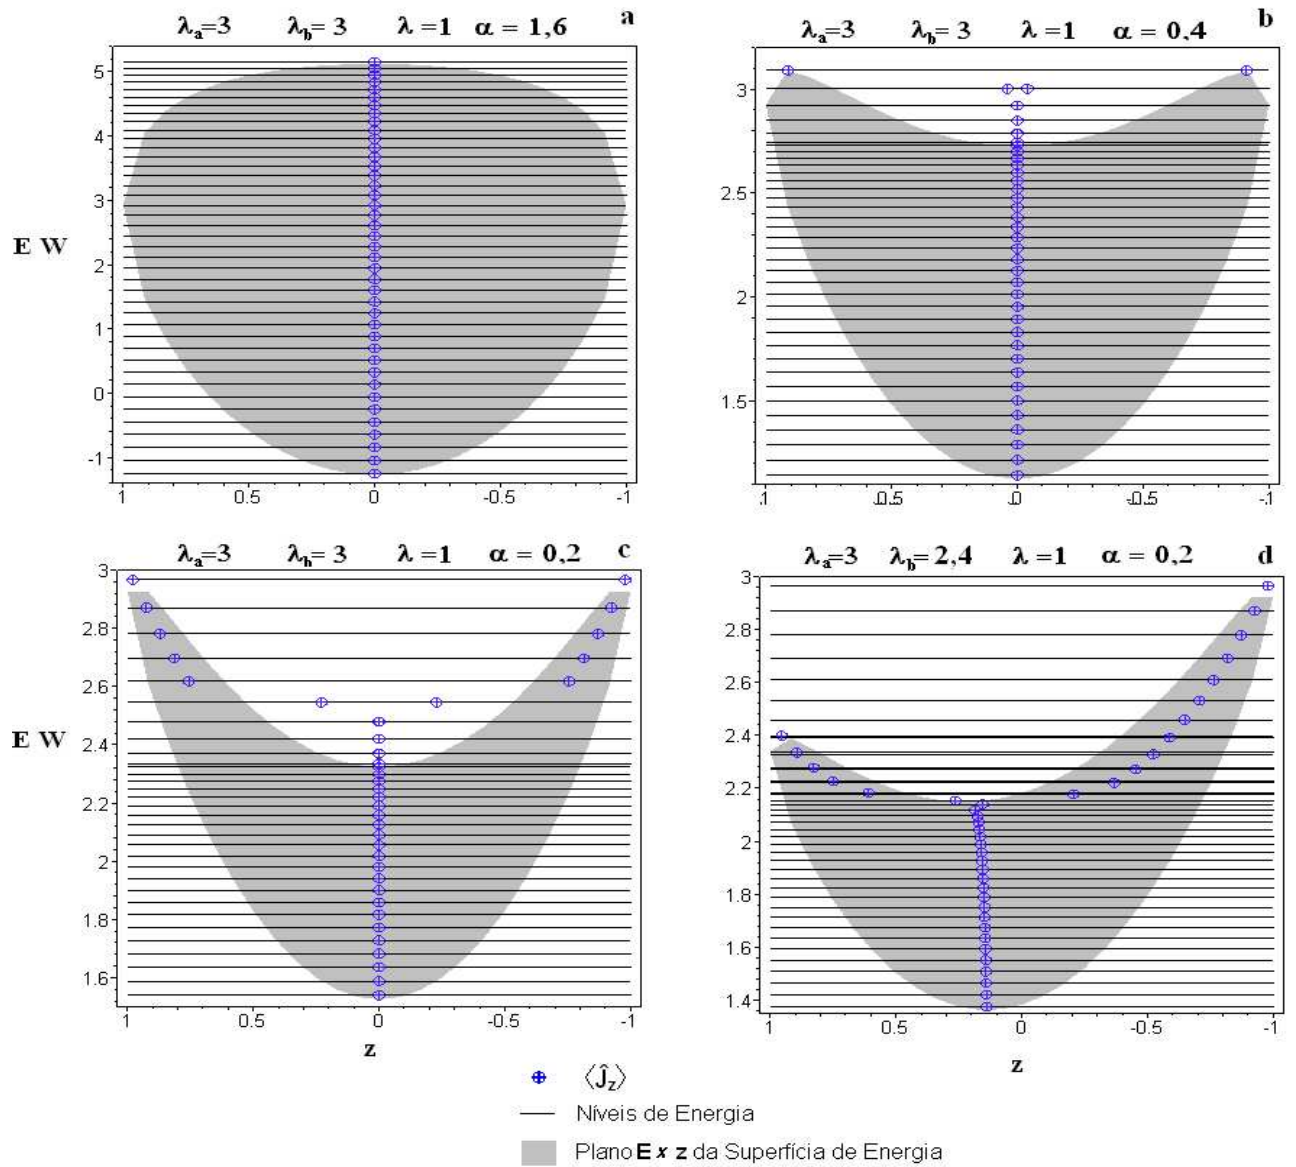 λa=3 λb= 3 λ =1 α = 1,6 a
5
4
3
2
1
0
-1
1 0.5 0 -0.5 -1
E W
λa=3 λb= 3 λ =1 α = 0,4 b
3
2.5
2
1.5
.1 .0.5 .0 -0.5 -.1
λa=3 λb= 3 λ =1 α = 0,2 c
3
2.8
2.6
2.4
2.2
2
1.8
1.6
1 0.5 0 -0.5 -1
E W
z
λa=3 λb=2,4 λ =1 α = 0,2 d
3
2.8
2.6
2.4
2.2
2
1.8
1.6
1.4
1 0.5 0 -0.5 -1
z
⟨Ĵz⟩
Níveis de Energia
Plano E x z da Superfícia de Energia